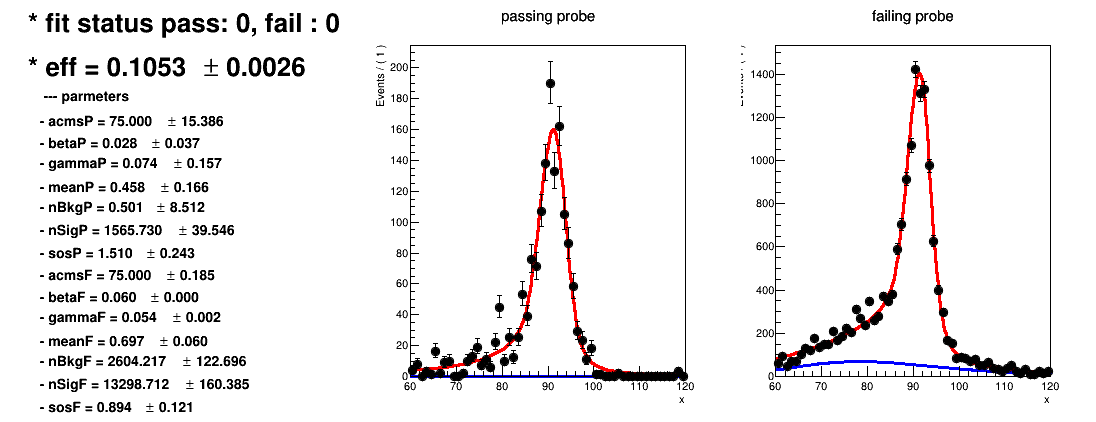 * fit status pass: 0, fail : 0
* eff = 0.1053 ± 0.0026
--- parmeters
- acmsP = 75.000 ± 15.386
- betaP = 0.028 ± 0.037
- gammaP = 0.074 ± 0.157
- meanP = 0.458 ± 0.166
- nBkgP = 0.501 ± 8.512
- nSigP = 1565.730 ± 39.546
- sosP = 1.510 ± 0.243
- acmsF = 75.000 ± 0.185
- betaF = 0.060 ± 0.000
- gammaF = 0.054 ± 0.002
- meanF = 0.697 ± 0.060
- nBkgF = 2604.217 ± 122.696
- nSigF = 13298.712 ± 160.385
- sosF = 0.894 ± 0.121
passing probe
Events / ( 1 )
200
180
160
140
120
100
80
60
40
20
0
60 70 80 90 100 110 120
x
failing probe
1400
1200
1000
800
600
400
200
0
60 70 80 90 100 110 120
x